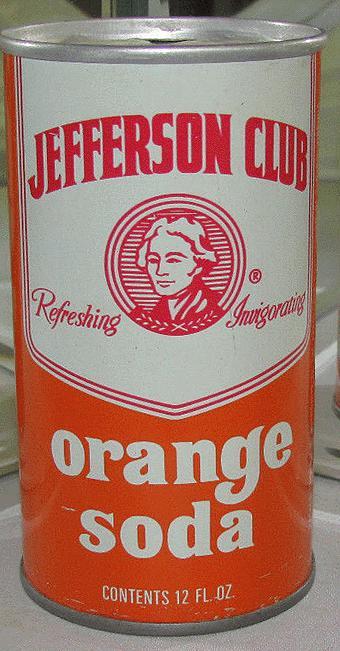 JEFFERSON CLUB
®
Refreshing Invigorating
orange
soda
CONTENTS 12 FL. OZ.